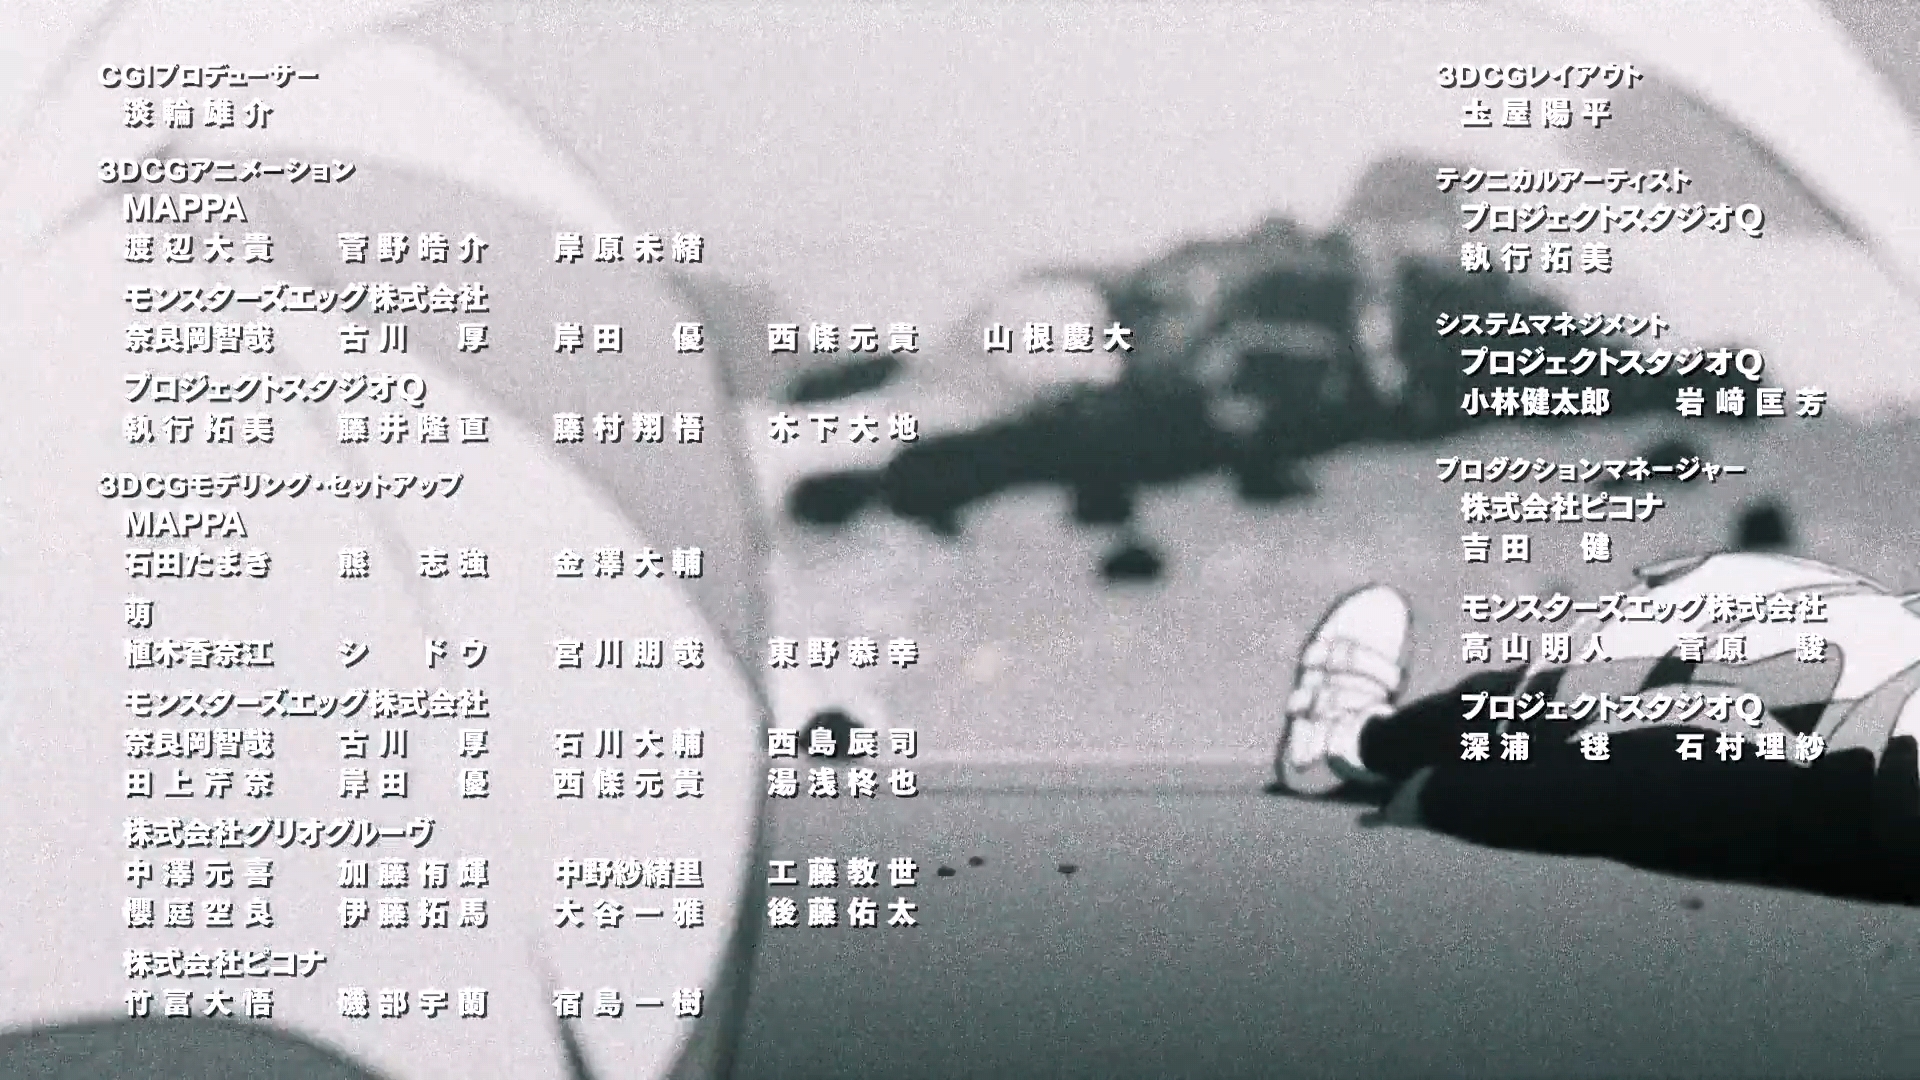 CGIプロデューサー
淡輪雄介
3DCGアニメーション
MAPPA
渡辺大貴 菅野晧介 岸原未緒
モンスターズエッグ株式会社
奈良岡智哉 古川 厚 岸田 優 西條元貴 山根慶大
プロジェクトスタジオQ
執行拓美 藤井隆直 藤村翔悟 木下大地
3DCGモデリング・セットアップ
MAPPA
石田たまき 熊 志強 金澤大輔
萌
植木香奈江 シ ドウ 宮川朋哉 東野恭幸
モンスターズエッグ株式会社
奈良岡智哉 古川 厚 石川大輔 西島辰司
田上芹奈 岸田 優 西條元貴 湯浅柊也
株式会社グリオグルーヴ
中澤元喜 加藤侑輝 中野紗緒里 工藤教世
櫻庭空良 伊藤拓馬 大谷一雅 後藤佑太
株式会社ピコナ
竹富大悟 磯部宇蘭 宿島一樹
3DCGレイアウト
土屋陽平
テクニカルアーティスト
プロジェクトスタジオQ
執行拓美
システムマネジメント
プロジェクトスタジオQ
小林健太郎 岩﨑匡芳
プロダクションマネージャー
株式会社ピコナ
吉田 健
モンスターズエッグ株式会社
高山明人 菅原 駿
プロジェクトスタジオQ
深浦 毬 石村理紗